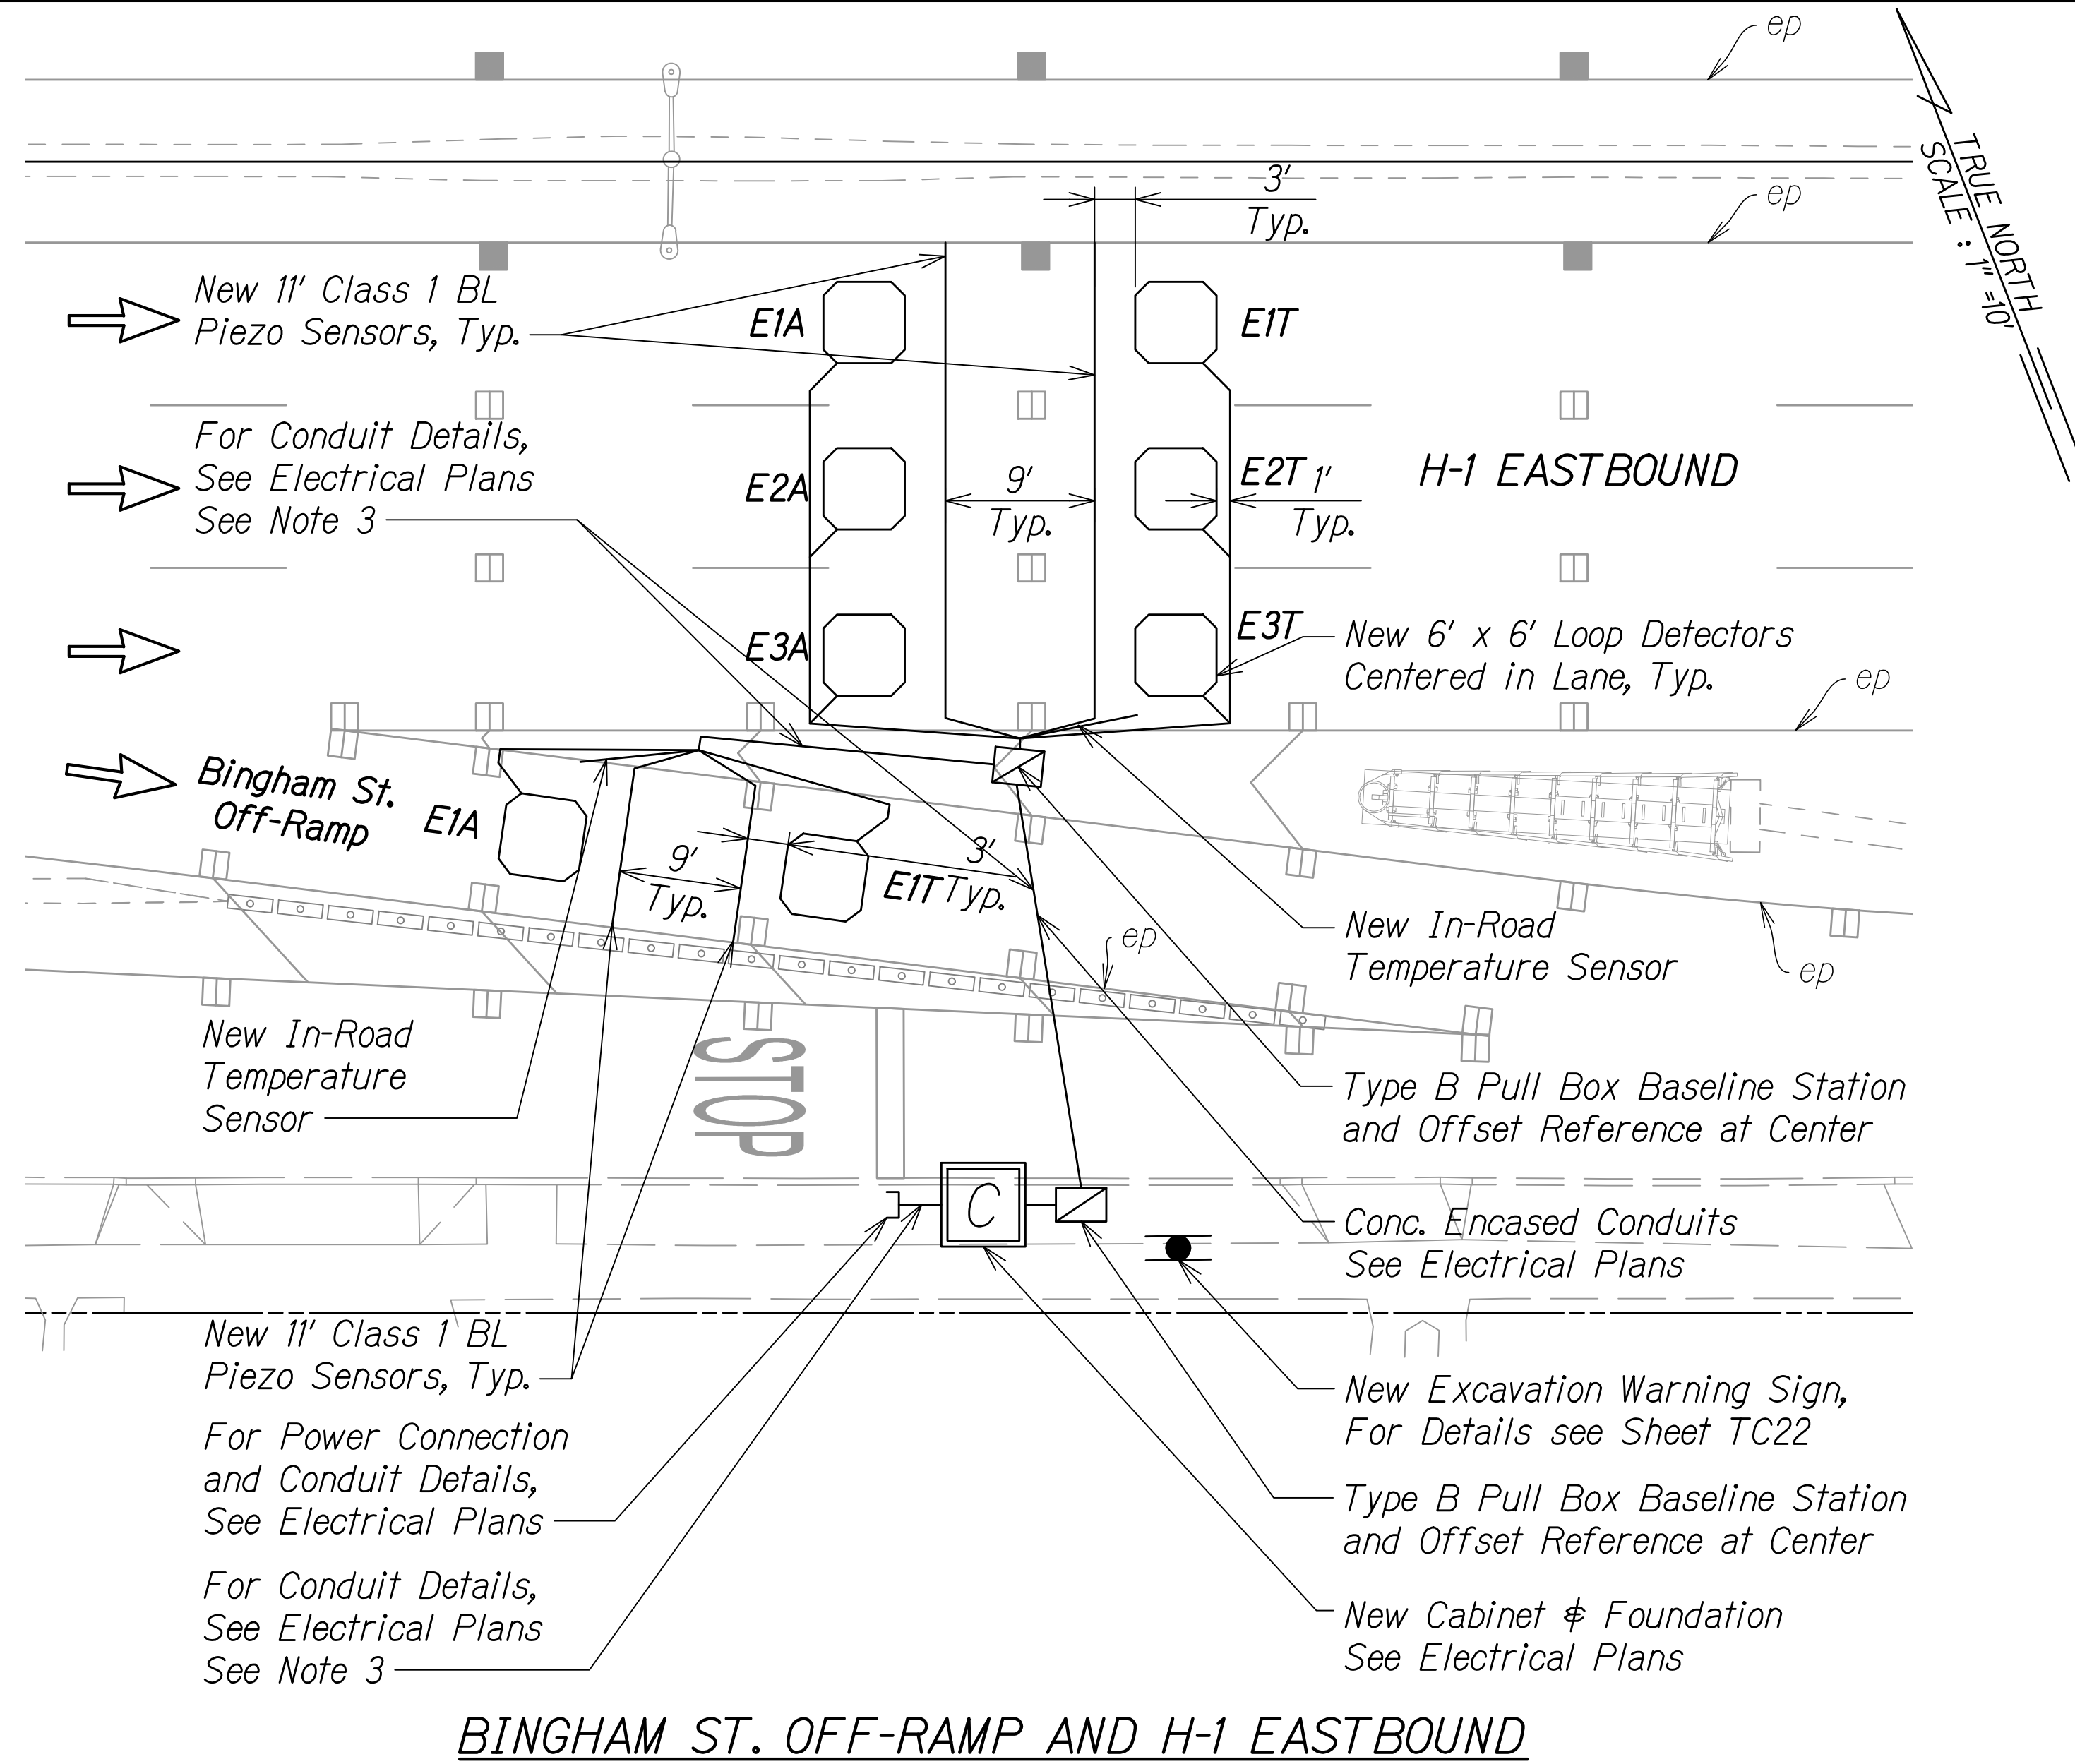 ep
TRUE NORTH
SCALE : 1" =10'
3'
Typ.
ep
New 11' Class 1 BL
Piezo Sensors, Typ.
E1A
E1T
For Conduit Details,
See Electrical Plans
See Note 3
E2A
9'
Typ.
E2T
1'
Typ.
H-1 EASTBOUND
E3A
E3T
New 6' x 6' Loop Detectors
Centered in Lane, Typ.
ep
Bingham St.
Off-Ramp
E1A
9'
Typ.
3'
Typ.
E1T
ep
New In-Road
Temperature Sensor
ep
New In-Road
Temperature
Sensor
STOP
Type B Pull Box Baseline Station
and Offset Reference at Center
C
Conc. Encased Conduits
See Electrical Plans
New 11' Class 1 BL
Piezo Sensors, Typ.
New Excavation Warning Sign,
For Details see Sheet TC22
For Power Connection
and Conduit Details,
See Electrical Plans
Type B Pull Box Baseline Station
and Offset Reference at Center
For Conduit Details,
See Electrical Plans
See Note 3
New Cabinet & Foundation
See Electrical Plans
BINGHAM ST. OFF-RAMP AND H-1 EASTBOUND